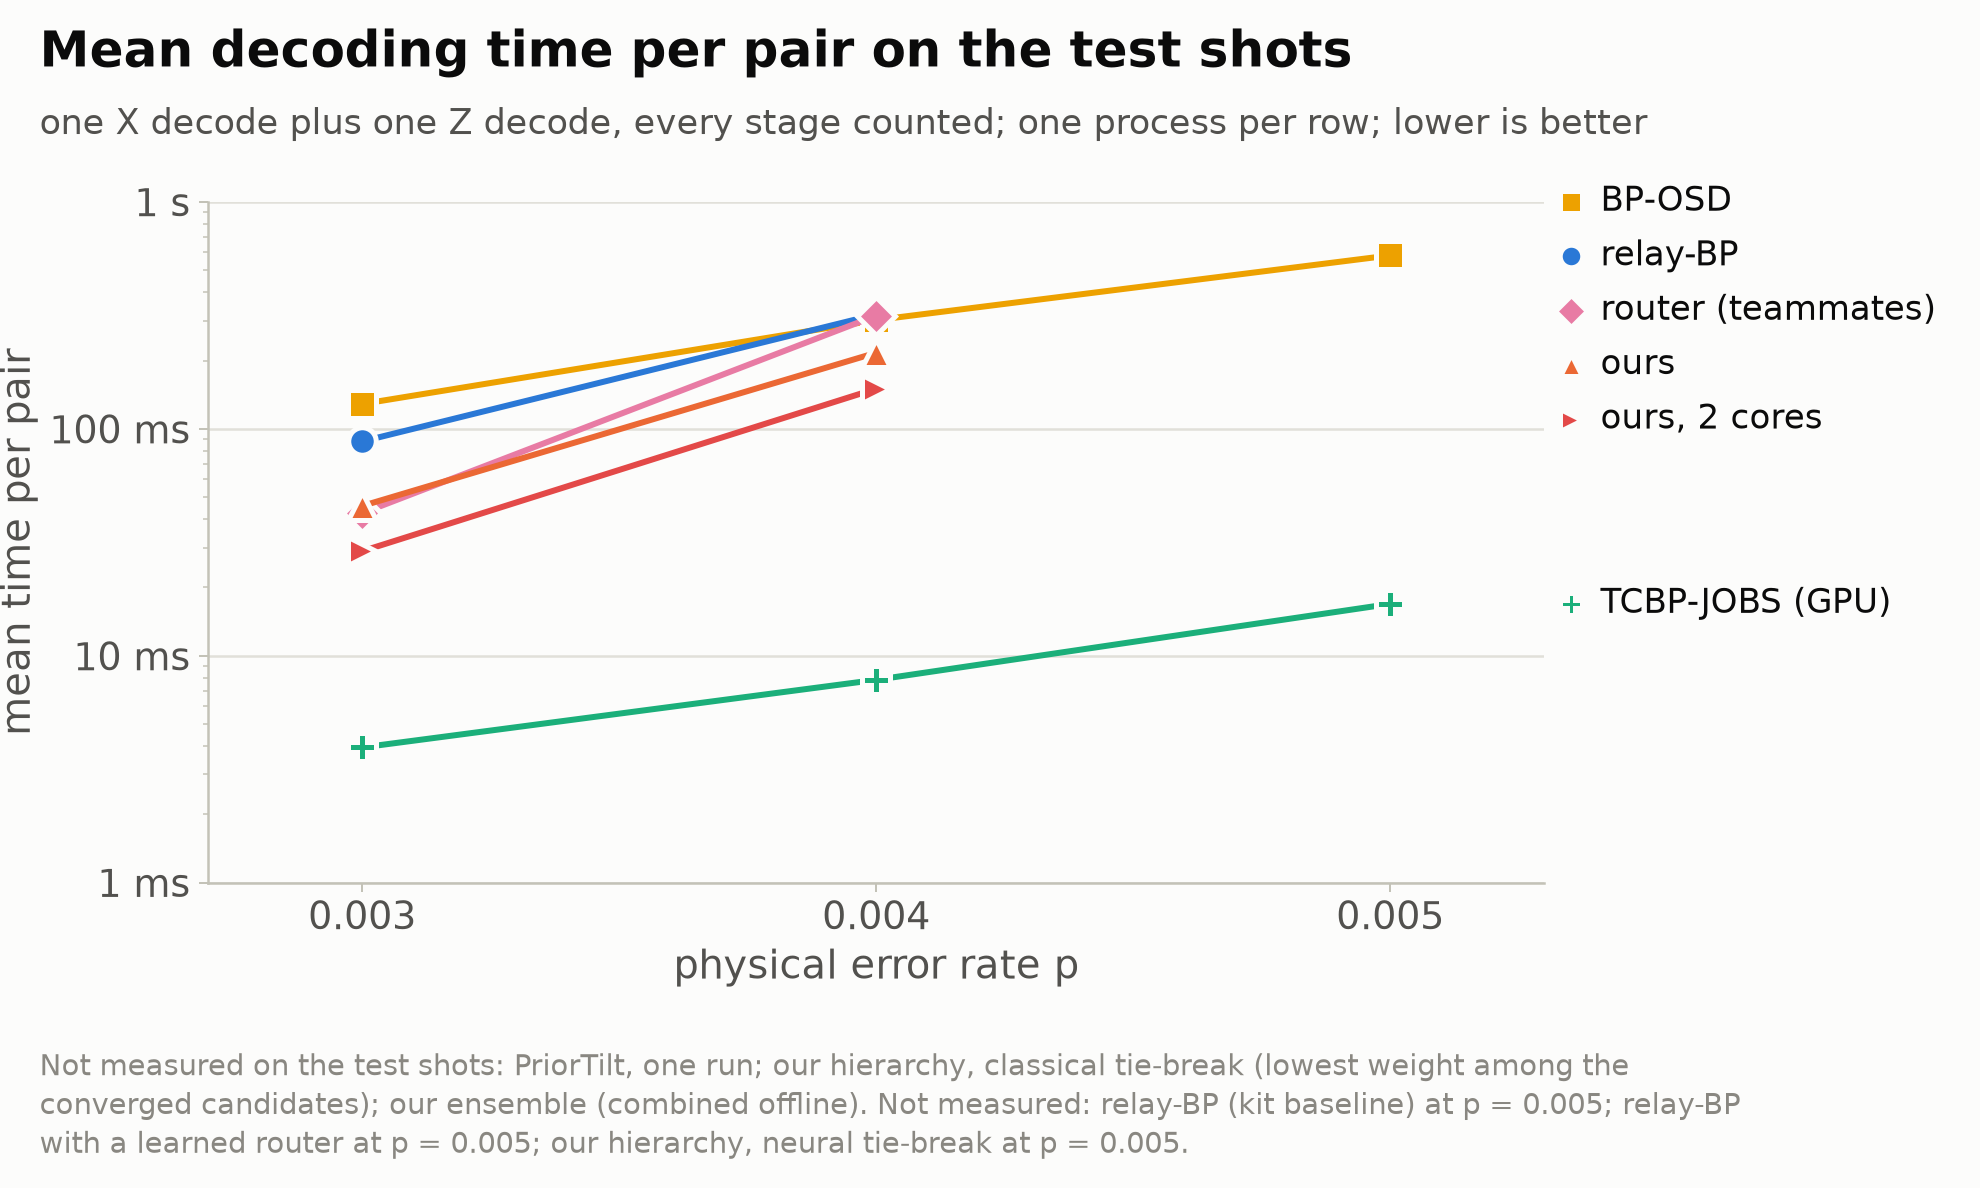 Mean decoding time per pair on the test shots
one X decode plus one Z decode, every stage counted; one process per row; lower is better
mean time per pair
1 s
100 ms
10 ms
1 ms
0.003
0.004
0.005
physical error rate p
BP-OSD
relay-BP
router (teammates)
ours
ours, 2 cores
TCBP-JOBS (GPU)
Not measured on the test shots: PriorTilt, one run; our hierarchy, classical tie-break (lowest weight among the
converged candidates); our ensemble (combined offline). Not measured: relay-BP (kit baseline) at p = 0.005; relay-BP
with a learned router at p = 0.005; our hierarchy, neural tie-break at p = 0.005.